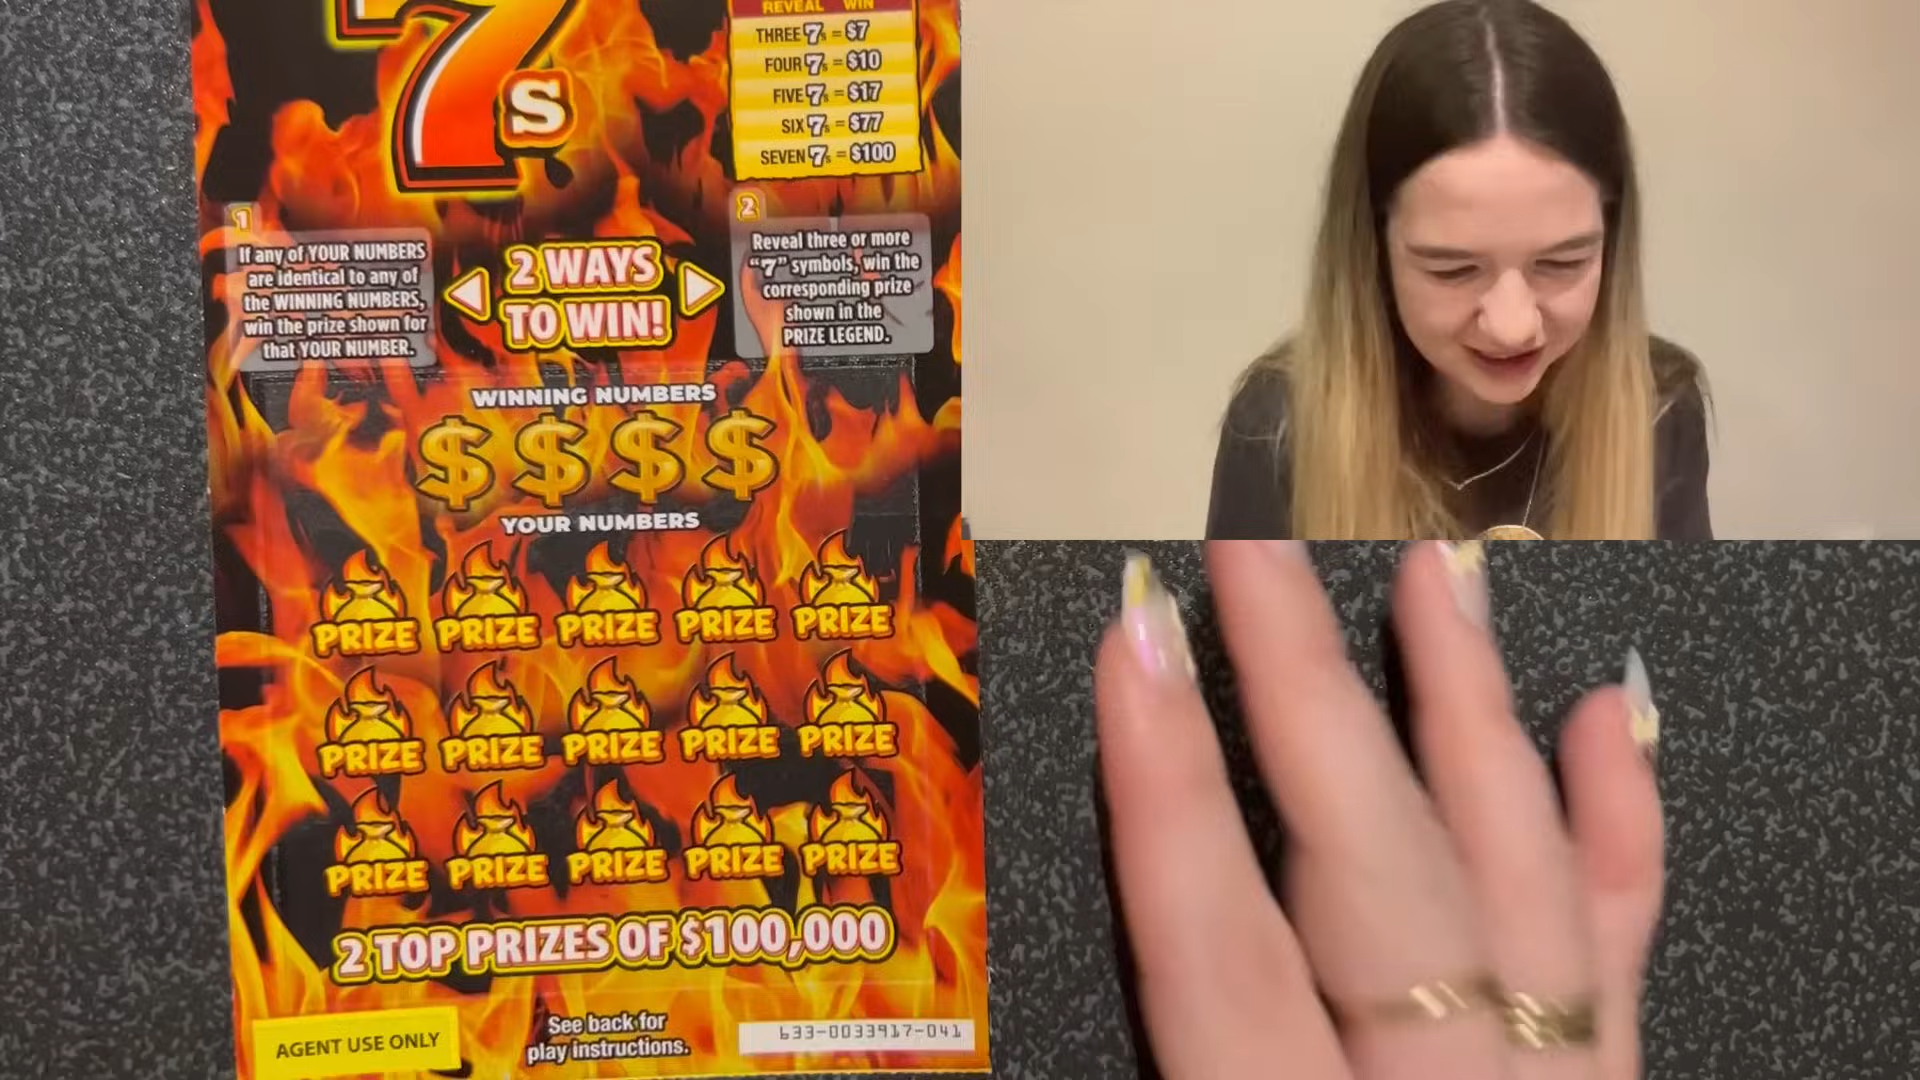 7s
REVEAL WIN
THREE 7s = $7
FOUR 7s = $10
FIVE 7s = $17
SIX 7s = $77
SEVEN 7s = $100
1
If any of YOUR NUMBERS
are identical to any of
the WINNING NUMBERS,
win the prize shown for
that YOUR NUMBER.
2 WAYS
TO WIN!
2
Reveal three or more
“7” symbols, win the
corresponding prize
shown in the
PRIZE LEGEND.
WINNING NUMBERS
$ $ $ $
YOUR NUMBERS
PRIZE PRIZE PRIZE PRIZE PRIZE
PRIZE PRIZE PRIZE PRIZE PRIZE
PRIZE PRIZE PRIZE PRIZE PRIZE
2 TOP PRIZES OF $100,000
AGENT USE ONLY
See back for
play instructions.
633-0033917-041